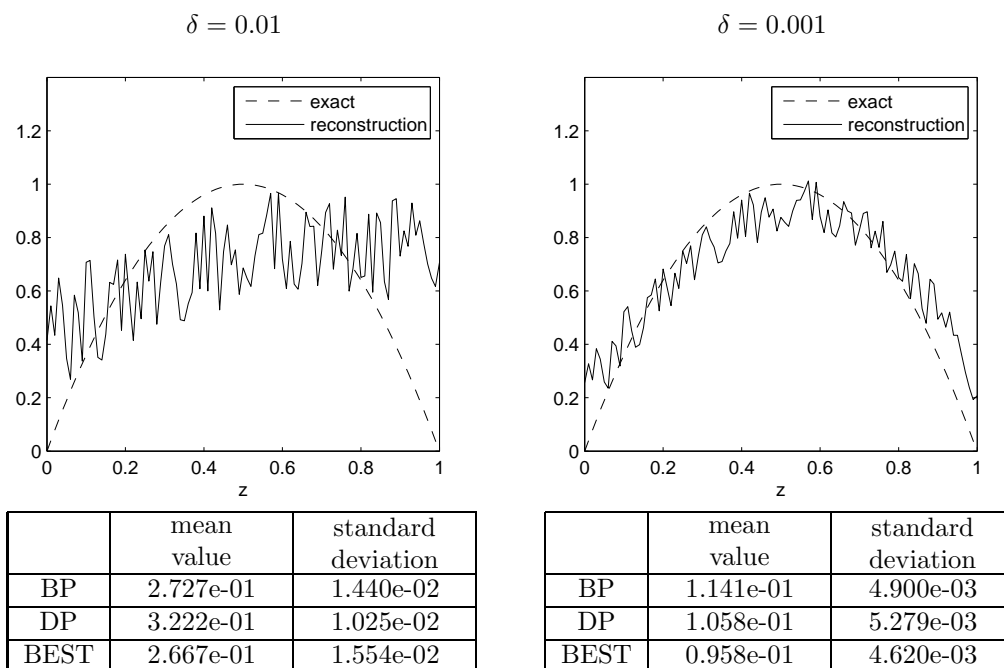 δ = 0.01
δ = 0.001
exact
reconstruction
1.2
1
0.8
0.6
0.4
0.2
0
0 0.2 0.4 0.6 0.8 1
z
exact
reconstruction
1.2
1
0.8
0.6
0.4
0.2
0
0 0.2 0.4 0.6 0.8 1
z
mean standard
value deviation
BP 2.727e-01 1.440e-02
DP 3.222e-01 1.025e-02
BEST 2.667e-01 1.554e-02
mean standard
value deviation
BP 1.141e-01 4.900e-03
DP 1.058e-01 5.279e-03
BEST 0.958e-01 4.620e-03